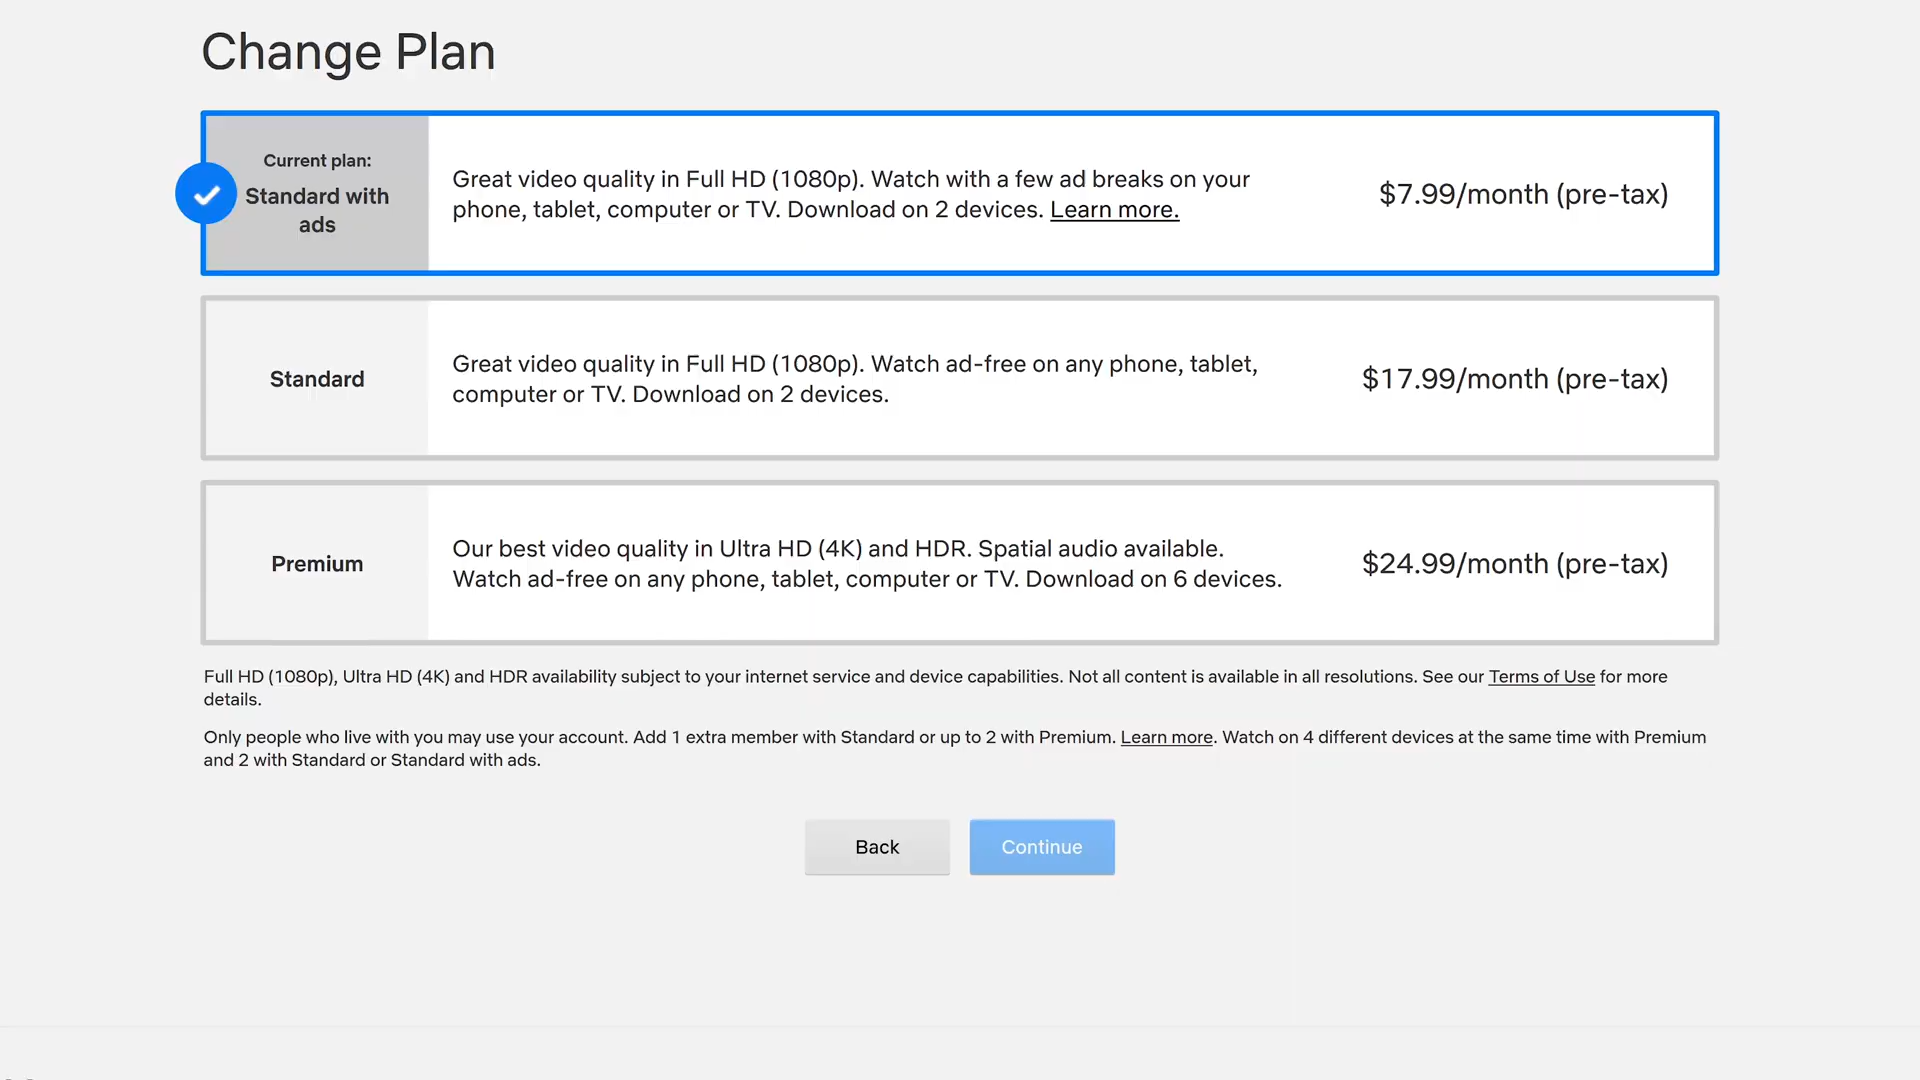 Change Plan
Current plan:
Standard with
ads
Great video quality in Full HD (1080p). Watch with a few ad breaks on your
phone, tablet, computer or TV. Download on 2 devices. Learn more.
$7.99/month (pre-tax)
Standard
Great video quality in Full HD (1080p). Watch ad-free on any phone, tablet,
computer or TV. Download on 2 devices.
$17.99/month (pre-tax)
Premium
Our best video quality in Ultra HD (4K) and HDR. Spatial audio available.
Watch ad-free on any phone, tablet, computer or TV. Download on 6 devices.
$24.99/month (pre-tax)
Full HD (1080p), Ultra HD (4K) and HDR availability subject to your internet service and device capabilities. Not all content is available in all resolutions. See our Terms of Use for more
details.
Only people who live with you may use your account. Add 1 extra member with Standard or up to 2 with Premium. Learn more. Watch on 4 different devices at the same time with Premium
and 2 with Standard or Standard with ads.
Back
Continue